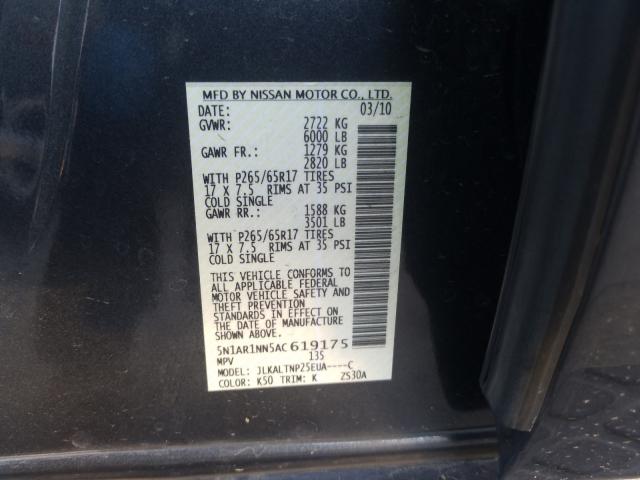 MFD BY NISSAN MOTOR CO., LTD.
DATE: 03/10
GVWR: 2722 KG
6000 LB
GAWR FR.: 1279 KG
2820 LB
WITH P265/65R17 TIRES
17 X 7.5 RIMS AT 35 PSI
COLD SINGLE
GAWR RR.: 1588 KG
3501 LB
WITH P265/65R17 TIRES
17 X 7.5 RIMS AT 35 PSI
COLD SINGLE
THIS VEHICLE CONFORMS TO
ALL APPLICABLE FEDERAL
MOTOR VEHICLE SAFETY AND
THEFT PREVENTION
STANDARDS IN EFFECT ON
THE DATE OF MANUFACTURE
SHOWN ABOVE.
5N1AR1NN5AC619175
MPV 135
MODEL: JLKALTNP25EUA----C
COLOR: K50 TRIM: K ZS30A